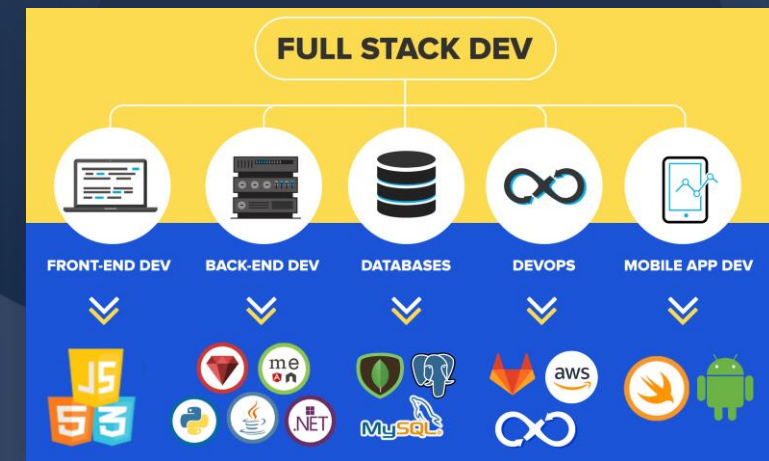 FULL STACK DEV
FRONT-END DEV
BACK-END DEV
DATABASES
DEVOPS
MOBILE APP DEV
JS
5
3
me
A n
.NET
MySQL
aws